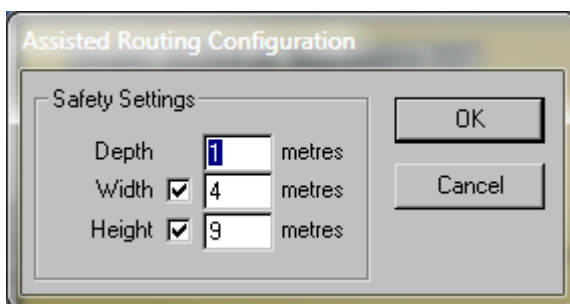 Assisted Routing Configuration
Safety Settings
Depth 1 metres
Width 4 metres
Height 9 metres
OK
Cancel